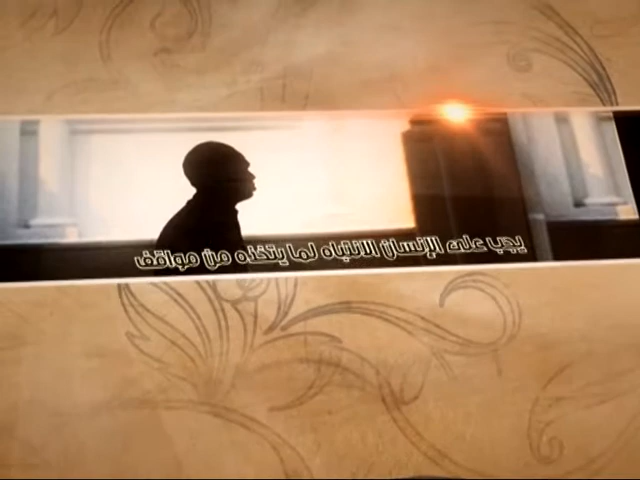 يجب على الإنسان الانتباه لما يتخذه من مواقف